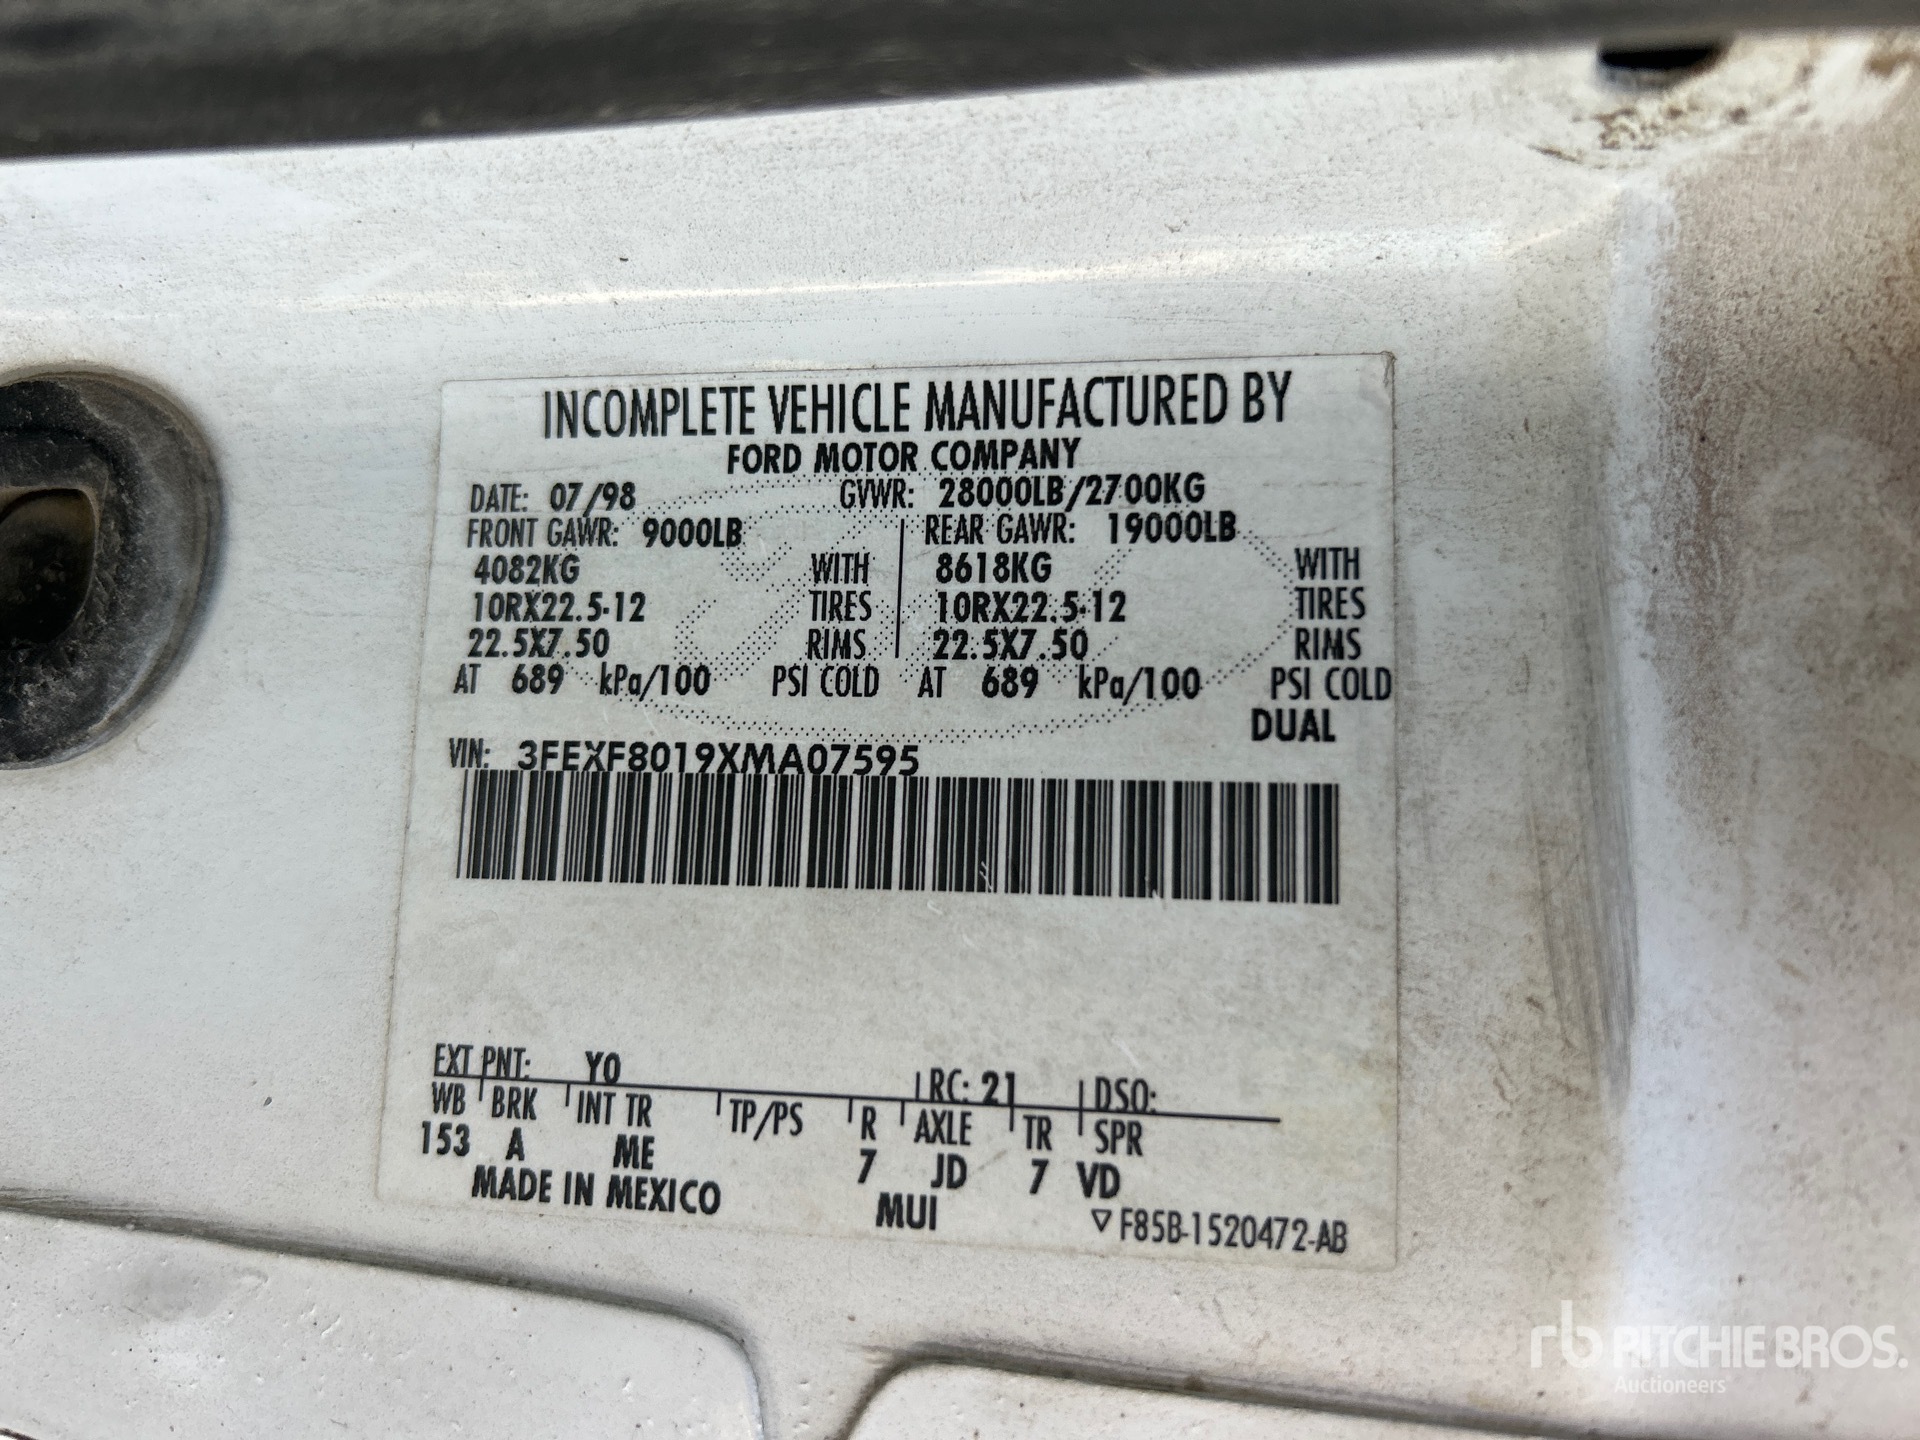 INCOMPLETE VEHICLE MANUFACTURED BY
FORD MOTOR COMPANY
DATE: 07/98 GVWR: 28000LB/2700KG
FRONT GAWR: 9000LB REAR GAWR: 19000LB
4082KG WITH 8618KG WITH
10RX22.5-12 TIRES 10RX22.5-12 TIRES
22.5X7.50 RIMS 22.5X7.50 RIMS
AT 689 kPa/100 PSI COLD AT 689 kPa/100 PSI COLD
DUAL
VIN: 3FEXF8019XMA07595
EXT PNT: YO RC: 21 DSO:
WB BRK INT TR TP/PS R AXLE TR SPR
153 A ME 7 JD 7 VD
MADE IN MEXICO MUI ▽F85B-1520472-AB
rb RITCHIE BROS.
Auctioneers